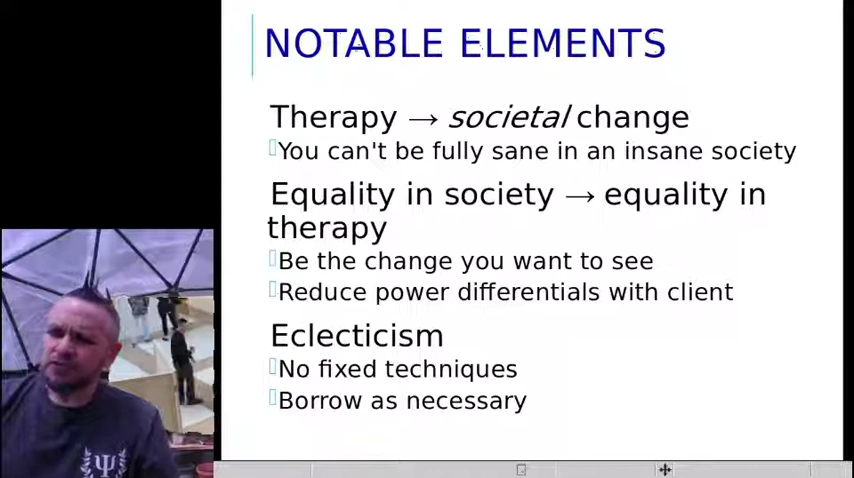 NOTABLE ELEMENTS
Therapy → societal change
You can't be fully sane in an insane society
Equality in society → equality in
therapy
Be the change you want to see
Reduce power differentials with client
Eclecticism
No fixed techniques
Borrow as necessary
Ψ